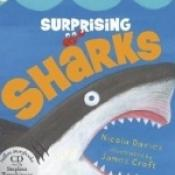 SURPRISING
SHARKS
Nicola Davies
illustrated by
James Croft
CD